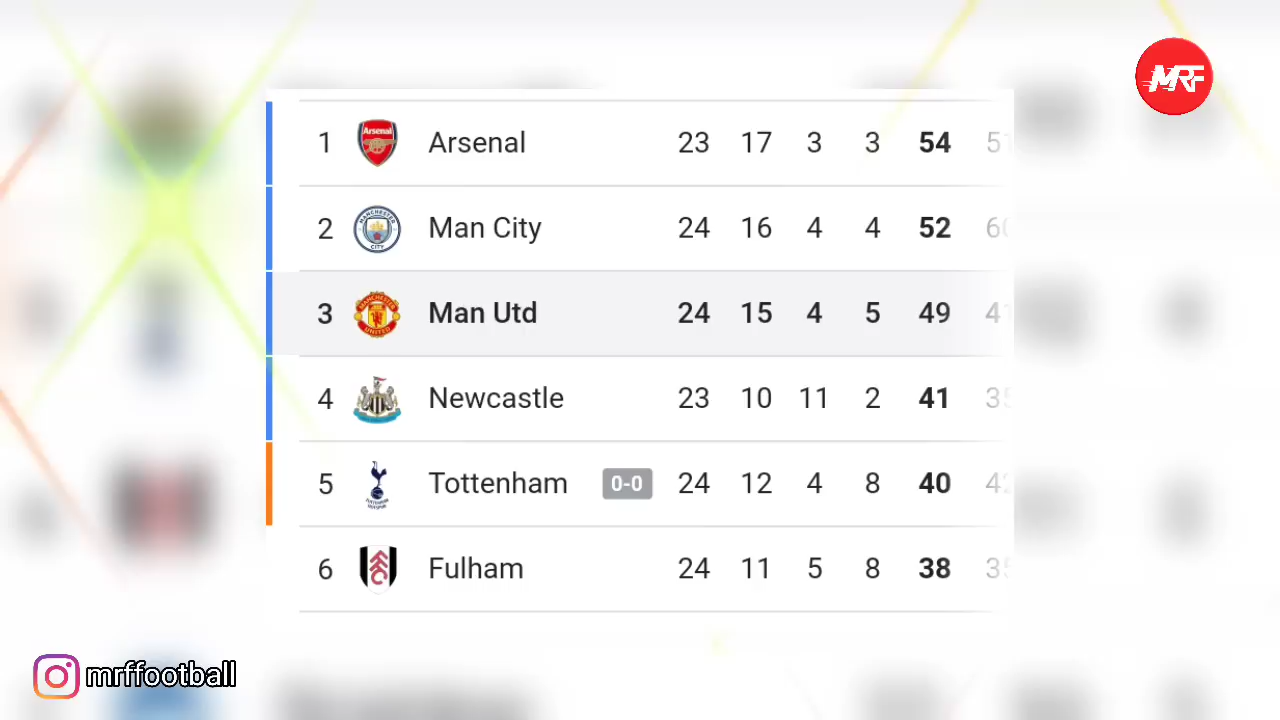 MRF
1 Arsenal 23 17 3 3 54
2 Man City 24 16 4 4 52
3 Man Utd 24 15 4 5 49
4 Newcastle 23 10 11 2 41
5 Tottenham 0-0 24 12 4 8 40
6 Fulham 24 11 5 8 38
mrffootball